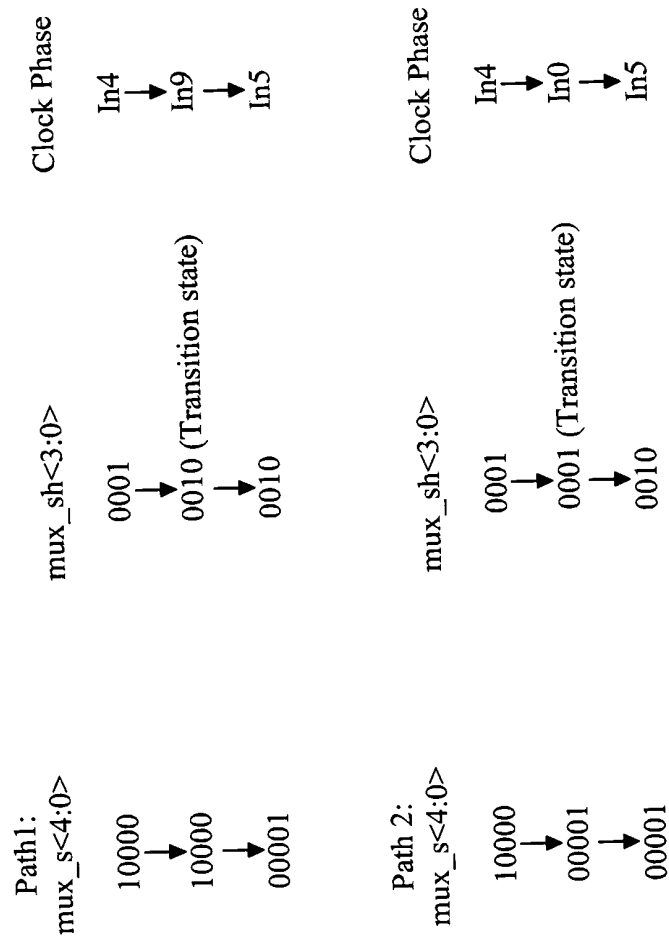 Path1:
mux_s<4:0> mux_sh<3:0> Clock Phase
10000 0001 In4
10000 0010 (Transition state) In9
00001 0010 In5
Path 2:
mux_s<4:0> mux_sh<3:0> Clock Phase
10000 0001 In4
00001 0001 (Transition state) In0
00001 0010 In5